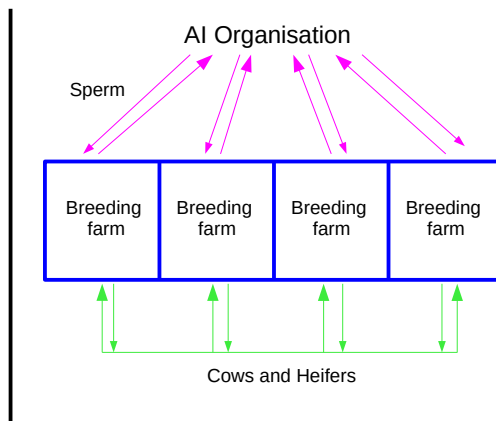 AI Organisation
Sperm
Breeding farm
Breeding farm
Breeding farm
Breeding farm
Cows and Heifers